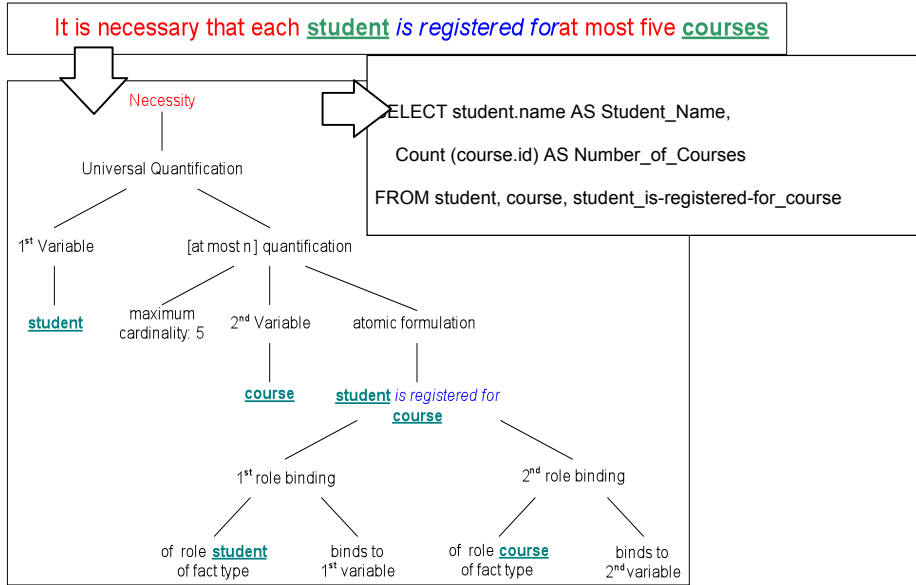 It is necessary that each student is registered forat most five courses
Necessity
Universal Quantification
1st Variable
[at most n] quantification
student
maximum
cardinality: 5
2nd Variable
atomic formulation
course
student is registered for
course
1st role binding
2nd role binding
of role student
of fact type
binds to
1st variable
of role course
of fact type
binds to
2nd variable
SELECT student.name AS Student_Name,
Count (course.id) AS Number_of_Courses
FROM student, course, student_is-registered-for_course